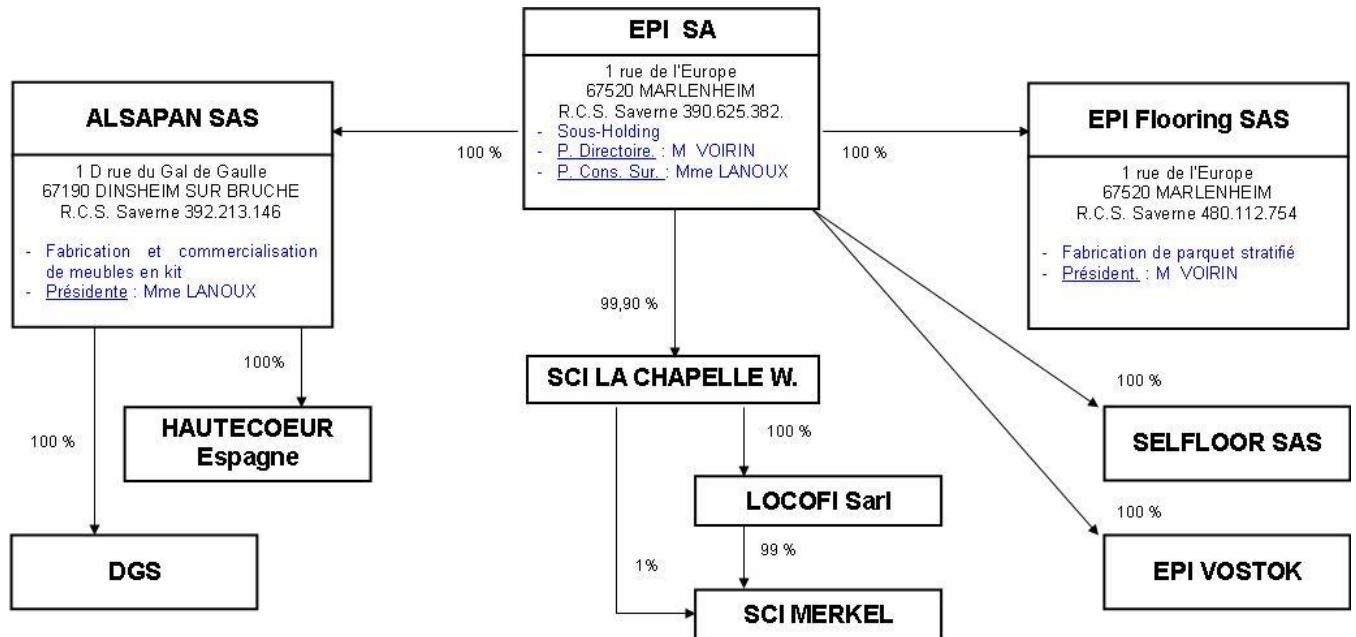 EPI SA
1 rue de l'Europe
67520 MARLENHEIM
R.C.S. Saverne 390.625.382.
- Sous-Holding
- P. Directoire. : M VOIRIN
- P. Cons. Sur. : Mme LANOUX
ALSAPAN SAS
1 D rue du Gal de Gaulle
67190 DINSHEIM SUR BRUCHE
R.C.S. Saverne 392.213.146
- Fabrication et commercialisation
de meubles en kit
- Présidente : Mme LANOUX
100 %
100 %
EPI Flooring SAS
1 rue de l'Europe
67520 MARLENHEIM
R.C.S. Saverne 480.112.754
- Fabrication de parquet stratifié
- Président. : M VOIRIN
99,90 %
100%
SCI LA CHAPELLE W.
100 %
HAUTECOEUR
Espagne
100 %
100 %
SELFLOOR SAS
LOCOFI Sarl
100 %
DGS
1%
99 %
EPI VOSTOK
SCI MERKEL